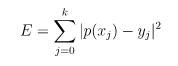 E = \sum_{j=0}^{k} |p(x_j) - y_j|^2